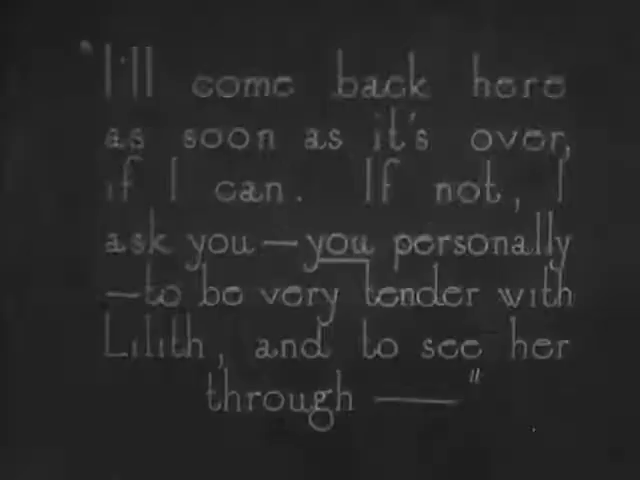 "I'll come back here
as soon as it's over,
if I can. If not, I
ask you — you personally
— to be very tender with
Lilith, and to see her
through ——"